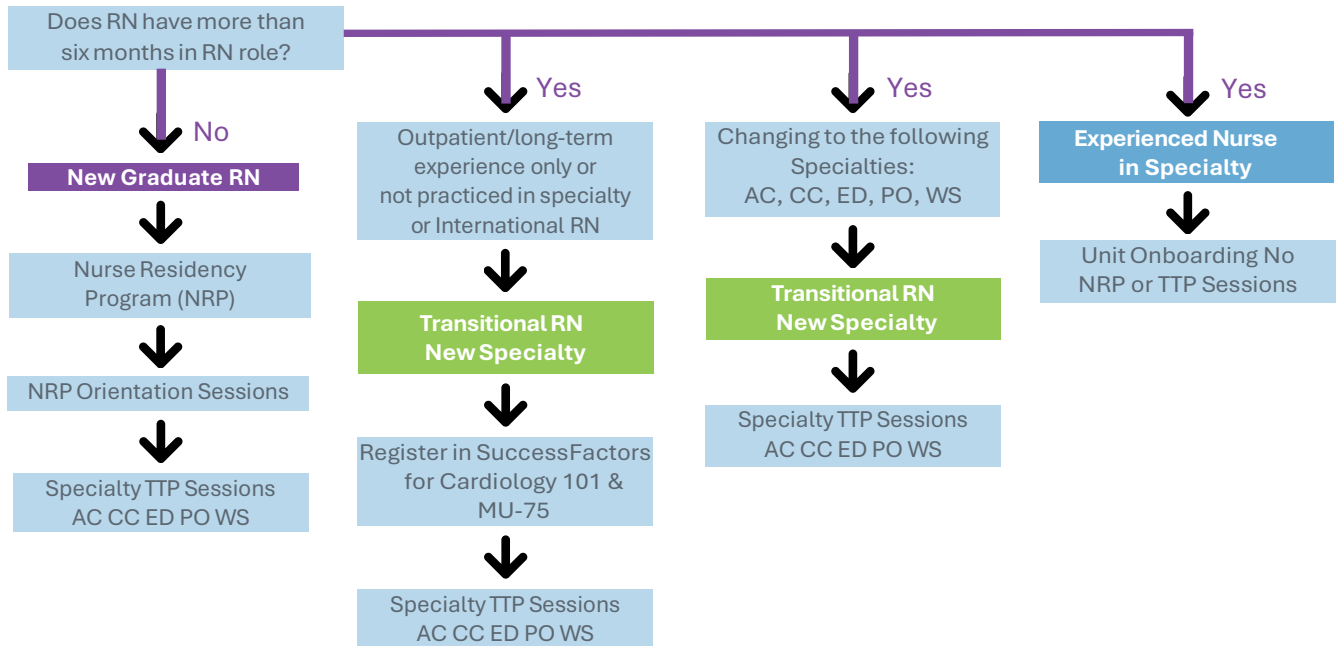 Does RN have more than
six months in RN role?
No
New Graduate RN
Nurse Residency
Program (NRP)
NRP Orientation Sessions
Specialty TTP Sessions
AC CC ED PO WS
Yes
Outpatient/long-term
experience only or
not practiced in specialty
or International RN
Transitional RN
New Specialty
Register in SuccessFactors
for Cardiology 101 &
MU-75
Specialty TTP Sessions
AC CC ED PO WS
Yes
Changing to the following
Specialties:
AC, CC, ED, PO, WS
Transitional RN
New Specialty
Specialty TTP Sessions
AC CC ED PO WS
Yes
Experienced Nurse
in Specialty
Unit Onboarding No
NRP or TTP Sessions